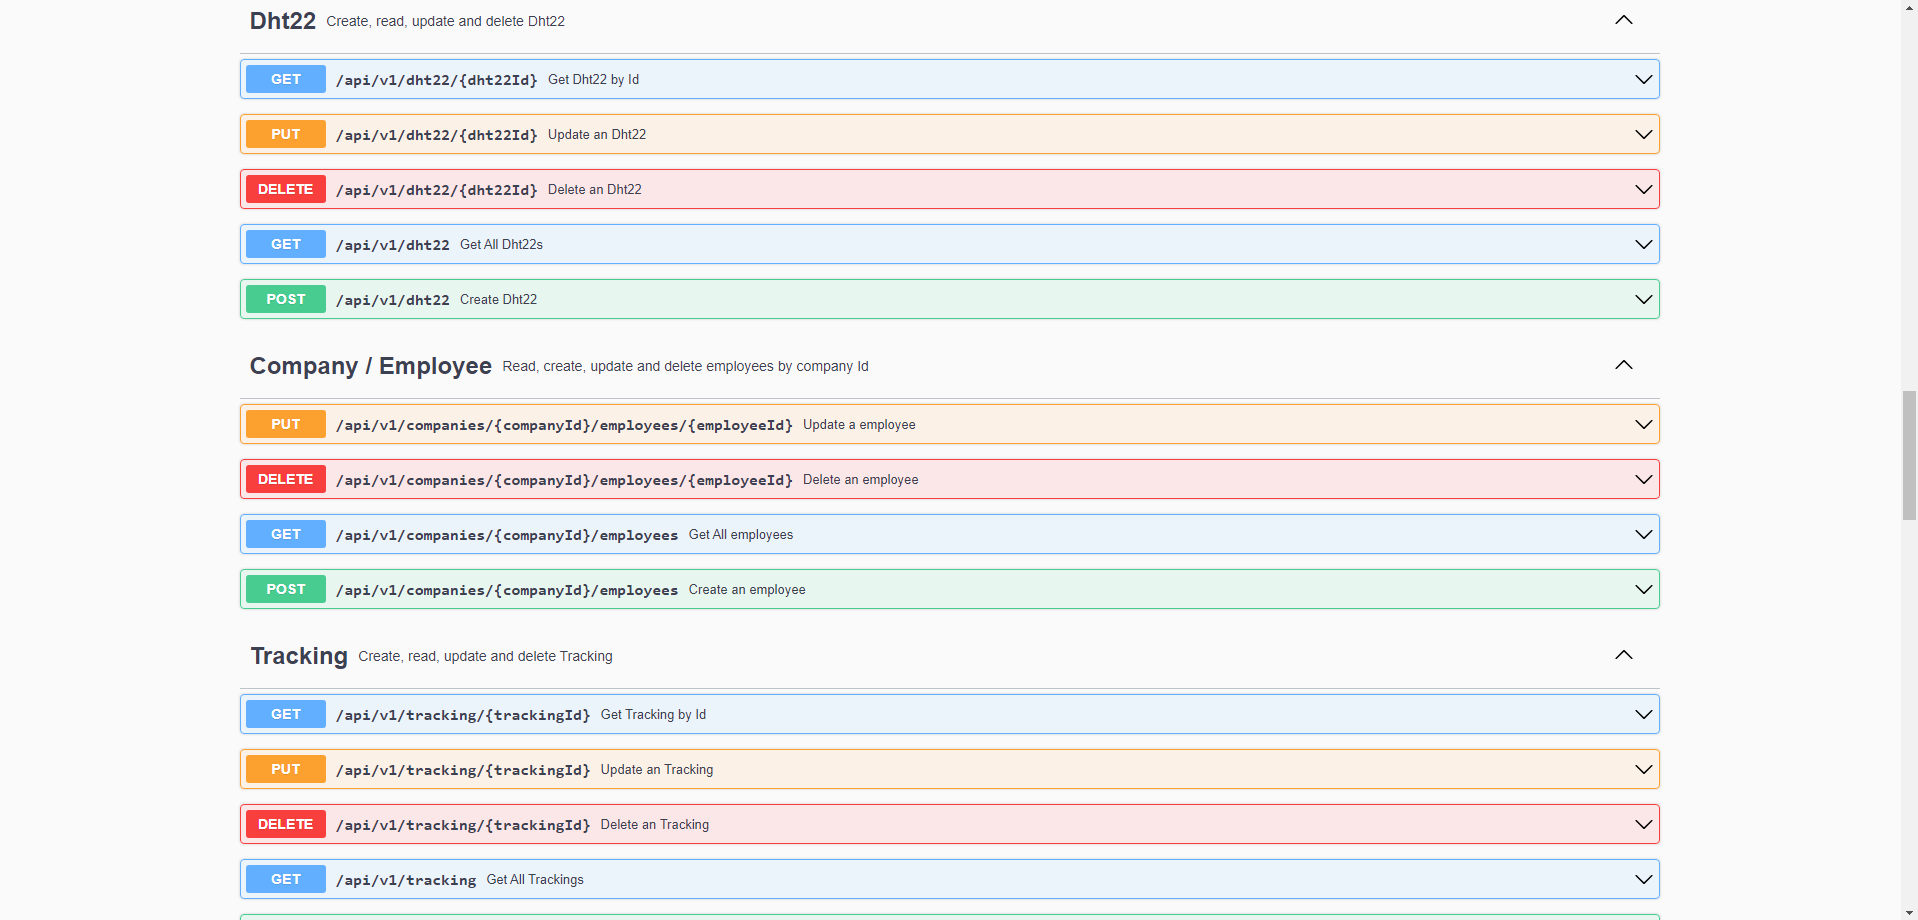 Dht22 Create, read, update and delete Dht22
GET /api/v1/dht22/{dht22Id} Get Dht22 by Id
PUT /api/v1/dht22/{dht22Id} Update an Dht22
DELETE /api/v1/dht22/{dht22Id} Delete an Dht22
GET /api/v1/dht22 Get All Dht22s
POST /api/v1/dht22 Create Dht22
Company / Employee Read, create, update and delete employees by company Id
PUT /api/v1/companies/{companyId}/employees/{employeeId} Update a employee
DELETE /api/v1/companies/{companyId}/employees/{employeeId} Delete an employee
GET /api/v1/companies/{companyId}/employees Get All employees
POST /api/v1/companies/{companyId}/employees Create an employee
Tracking Create, read, update and delete Tracking
GET /api/v1/tracking/{trackingId} Get Tracking by Id
PUT /api/v1/tracking/{trackingId} Update an Tracking
DELETE /api/v1/tracking/{trackingId} Delete an Tracking
GET /api/v1/tracking Get All Trackings